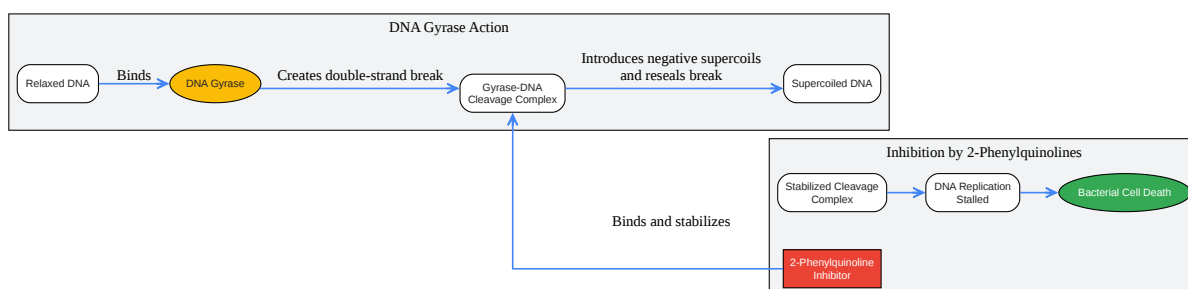 DNA Gyrase Action
Relaxed DNA
Binds
DNA Gyrase
Creates double-strand break
Gyrase-DNA
Cleavage Complex
Introduces negative supercoils
and reseals break
Supercoiled DNA
Inhibition by 2-Phenylquinolines
Stabilized Cleavage
Complex
DNA Replication
Stalled
Bacterial Cell Death
Binds and stabilizes
2-Phenylquinoline
Inhibitor